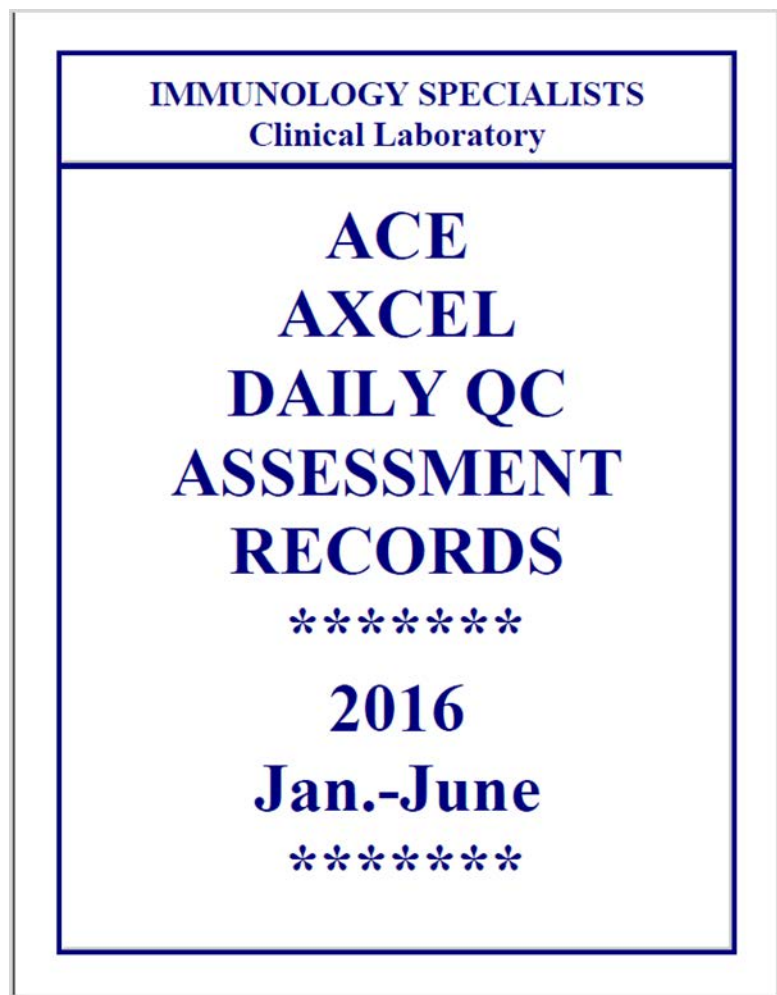 IMMUNOLOGY SPECIALISTS
Clinical Laboratory
ACE
AXCEL
DAILY QC
ASSESSMENT
RECORDS
*******
2016
Jan.-June
*******